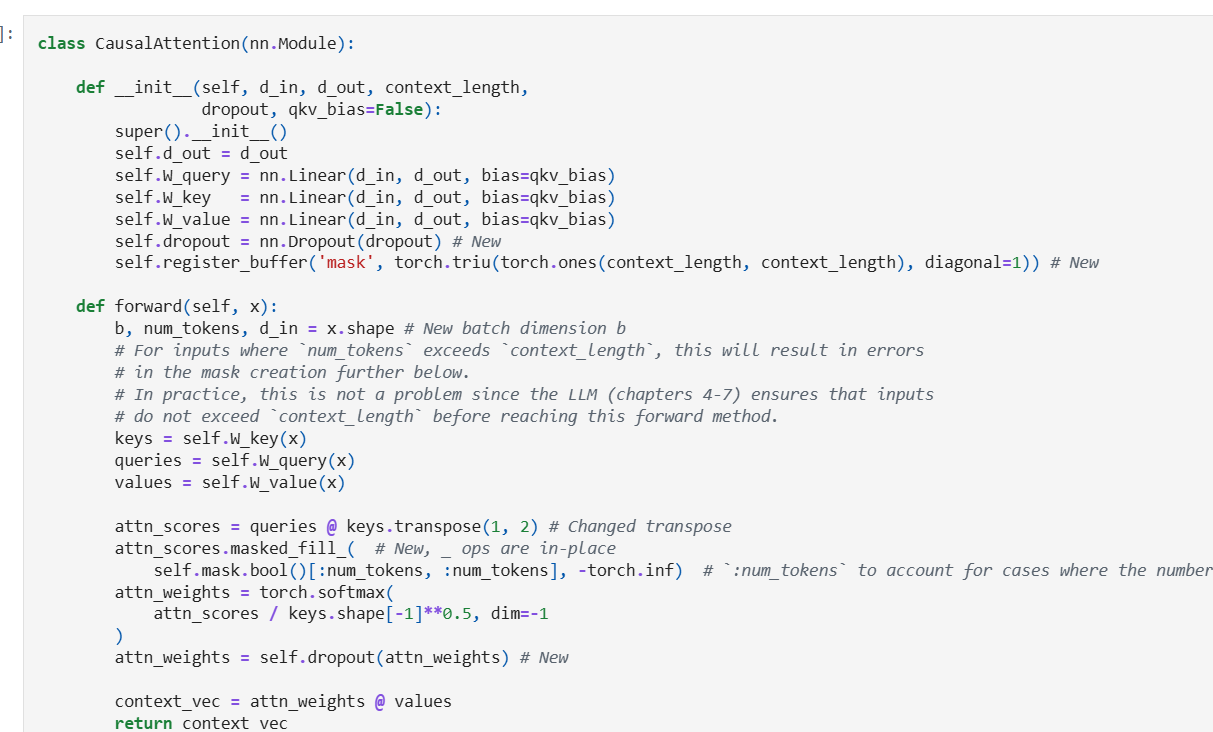 ]:
class CausalAttention(nn.Module):
def __init__(self, d_in, d_out, context_length,
dropout, qkv_bias=False):
super().__init__()
self.d_out = d_out
self.W_query = nn.Linear(d_in, d_out, bias=qkv_bias)
self.W_key   = nn.Linear(d_in, d_out, bias=qkv_bias)
self.W_value = nn.Linear(d_in, d_out, bias=qkv_bias)
self.dropout = nn.Dropout(dropout) # New
self.register_buffer('mask', torch.triu(torch.ones(context_length, context_length), diagonal=1)) # New
def forward(self, x):
b, num_tokens, d_in = x.shape # New batch dimension b
# For inputs where `num_tokens` exceeds `context_length`, this will result in errors
# in the mask creation further below.
# In practice, this is not a problem since the LLM (chapters 4-7) ensures that inputs
# do not exceed `context_length` before reaching this forward method.
keys = self.W_key(x)
queries = self.W_query(x)
values = self.W_value(x)
attn_scores = queries @ keys.transpose(1, 2) # Changed transpose
attn_scores.masked_fill_(  # New, _ ops are in-place
self.mask.bool()[:num_tokens, :num_tokens], -torch.inf)  # `:num_tokens` to account for cases where the number
attn_weights = torch.softmax(
attn_scores / keys.shape[-1]**0.5, dim=-1
)
attn_weights = self.dropout(attn_weights) # New
context_vec = attn_weights @ values
return context_vec